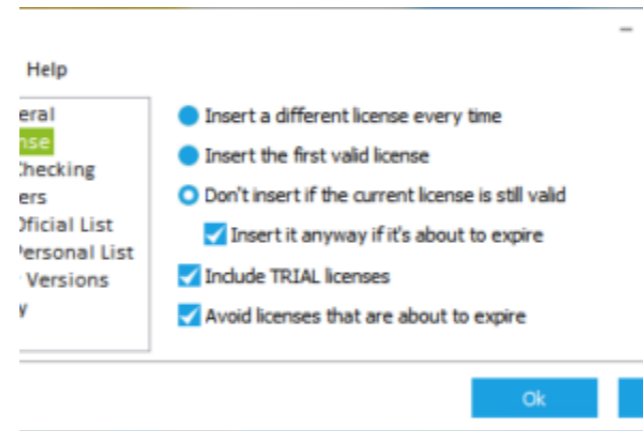 Help
eral
nse
Checking
ers
Oficial List
Personal List
Versions
y
Insert a different license every time
Insert the first valid license
Don't insert if the current license is still valid
Insert it anyway if it's about to expire
Include TRIAL licenses
Avoid licenses that are about to expire
Ok